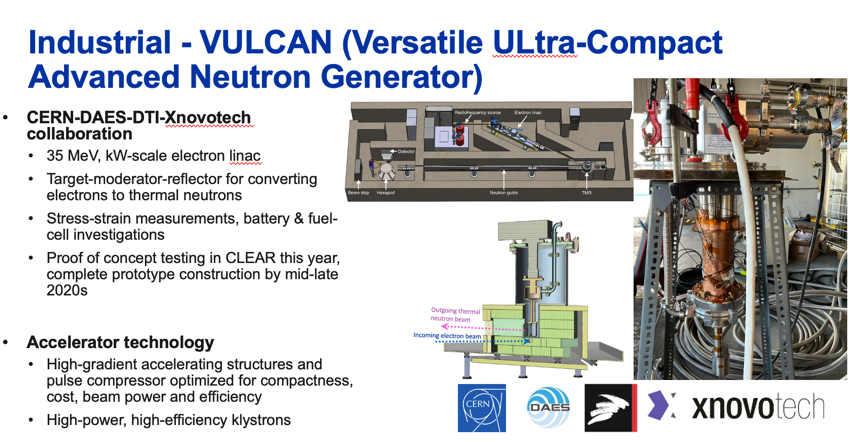 Industrial - VULCAN (Versatile ULtra-Compact
Advanced Neutron Generator)
• CERN-DAES-DTI-Xnovotech
collaboration
• 35 MeV, kW-scale electron linac
• Target-moderator-reflector for converting
electrons to thermal neutrons
• Stress-strain measurements, battery & fuel-
cell investigations
• Proof of concept testing in CLEAR this year,
complete prototype construction by mid-late
2020s
• Accelerator technology
• High-gradient accelerating structures and
pulse compressor optimized for compactness,
cost, beam power and efficiency
• High-power, high-efficiency klystrons
Radiofrequency source
Electron linac
Detector
Beam stop
Hexapod
Neutron guide
TMR
Outgoing thermal
neutron beam
Incoming electron beam
CERN
DAES
xnovotech